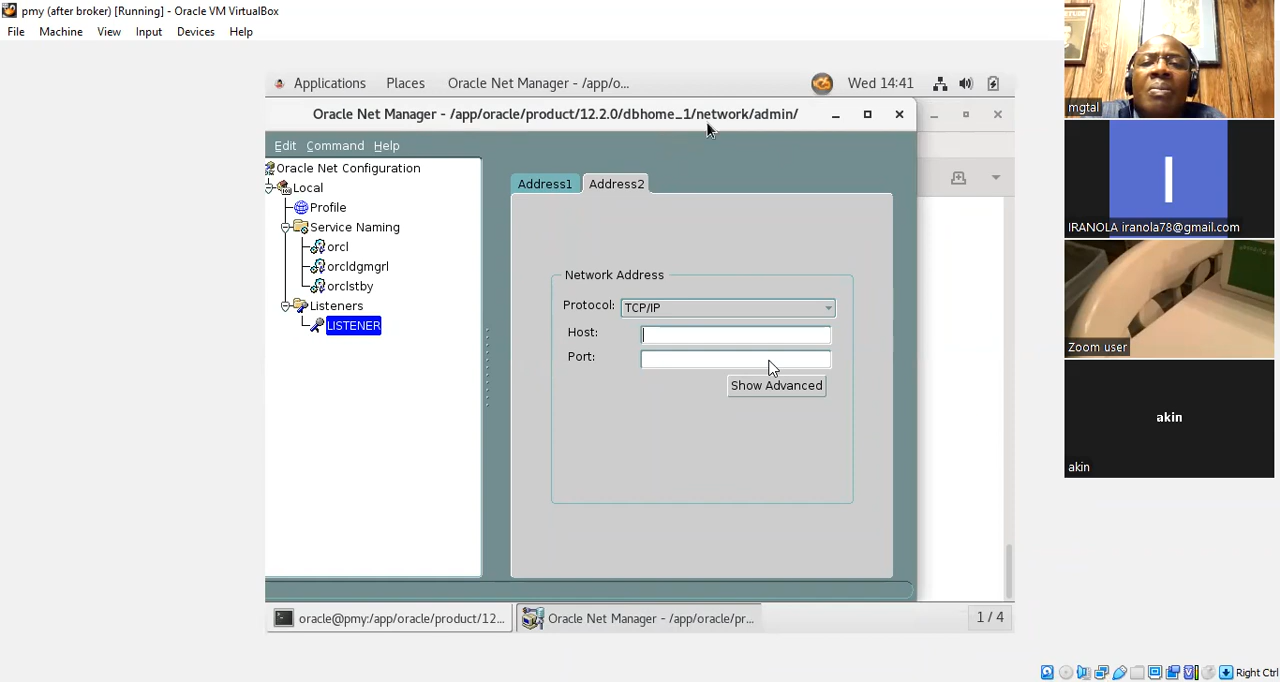 pmy (after broker) [Running] - Oracle VM VirtualBox
File Machine View Input Devices Help
Applications Places Oracle Net Manager - /app/o... Wed 14:41
Oracle Net Manager - /app/oracle/product/12.2.0/dbhome_1/network/admin/
Edit Command Help
Oracle Net Configuration
Local
Profile
Service Naming
orcl
orcldgmgrl
orclstby
Listeners
LISTENER
Address1 Address2
Network Address
Protocol: TCP/IP
Host:
Port:
Show Advanced
oracle@pmy:/app/oracle/product/12... Oracle Net Manager - /app/oracle/pr... 1 / 4
mgtal
I
IRANOLA iranola78@gmail.com
Zoom user
akin
akin
Right Ctrl